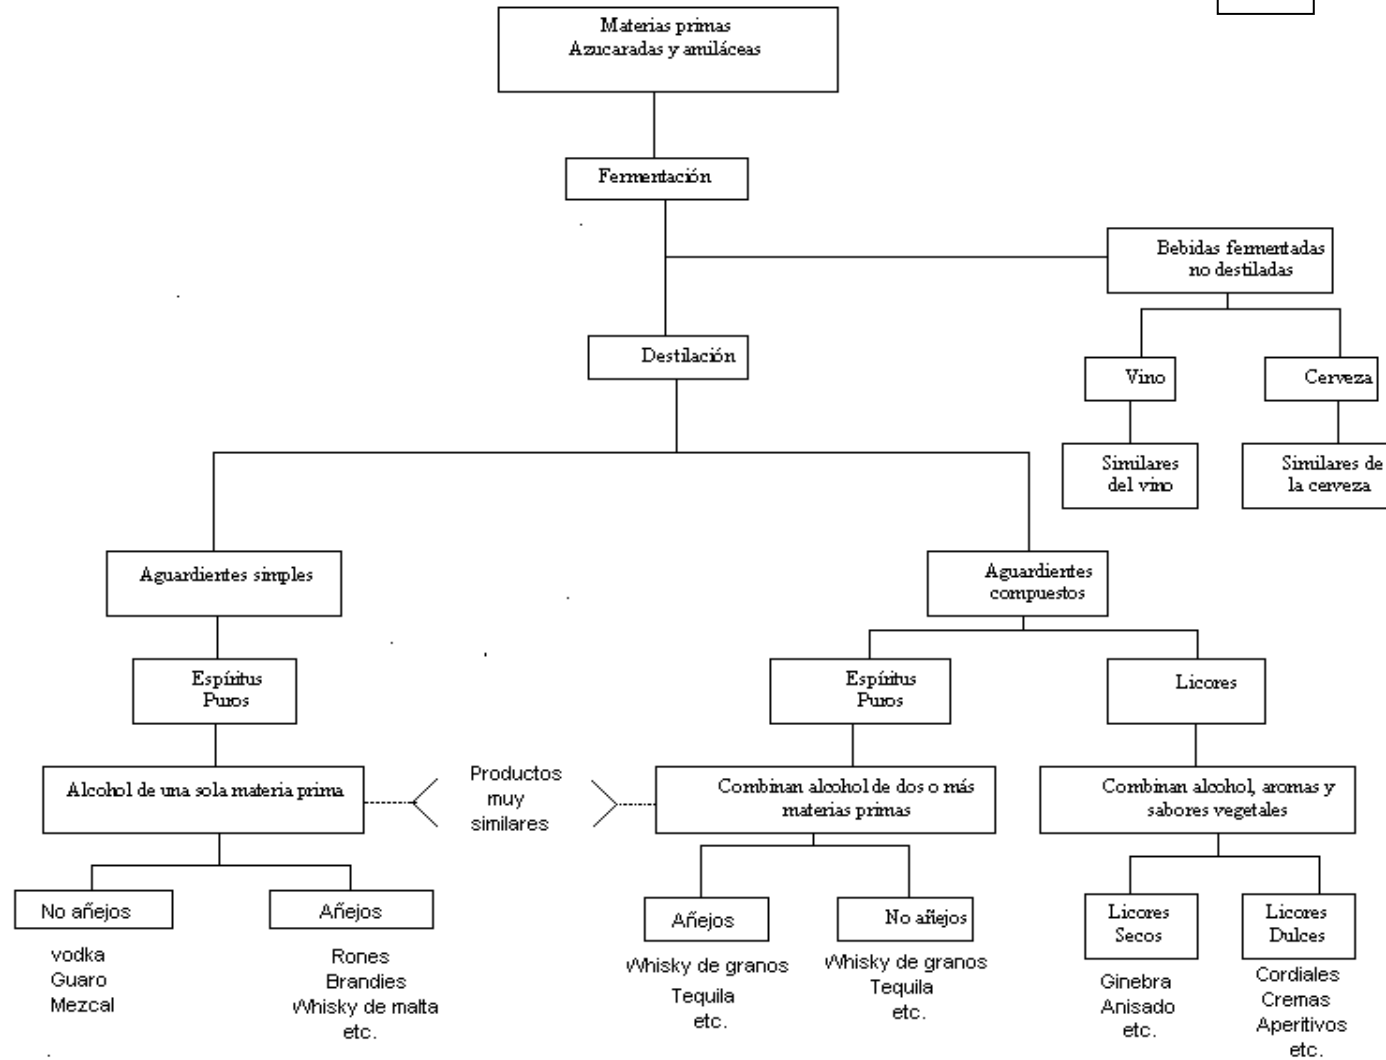 Materias primas
Azucaradas y amiláceas
Fermentación
Bebidas fermentadas
no destiladas
Destilación
Vino
Cerveza
Similares
del vino
Similares de
la cerveza
Aguardientes simples
Aguardientes
compuestos
Espíritus
Puros
Espíritus
Puros
Licores
Alcohol de una sola materia prima
Productos
muy
similares
Combinan alcohol de dos o más
materias primas
Combinan alcohol, aromas y
sabores vegetales
No añejos
Añejos
Añejos
No añejos
Licores
Secos
Licores
Dulces
vodka
Guaro
Mezcal
Rones
Brandies
Whisky de malta
etc.
Whisky de granos
Tequila
etc.
Whisky de granos
Tequila
etc.
Ginebra
Anisado
etc.
Cordiales
Cremas
Aperitivos
etc.